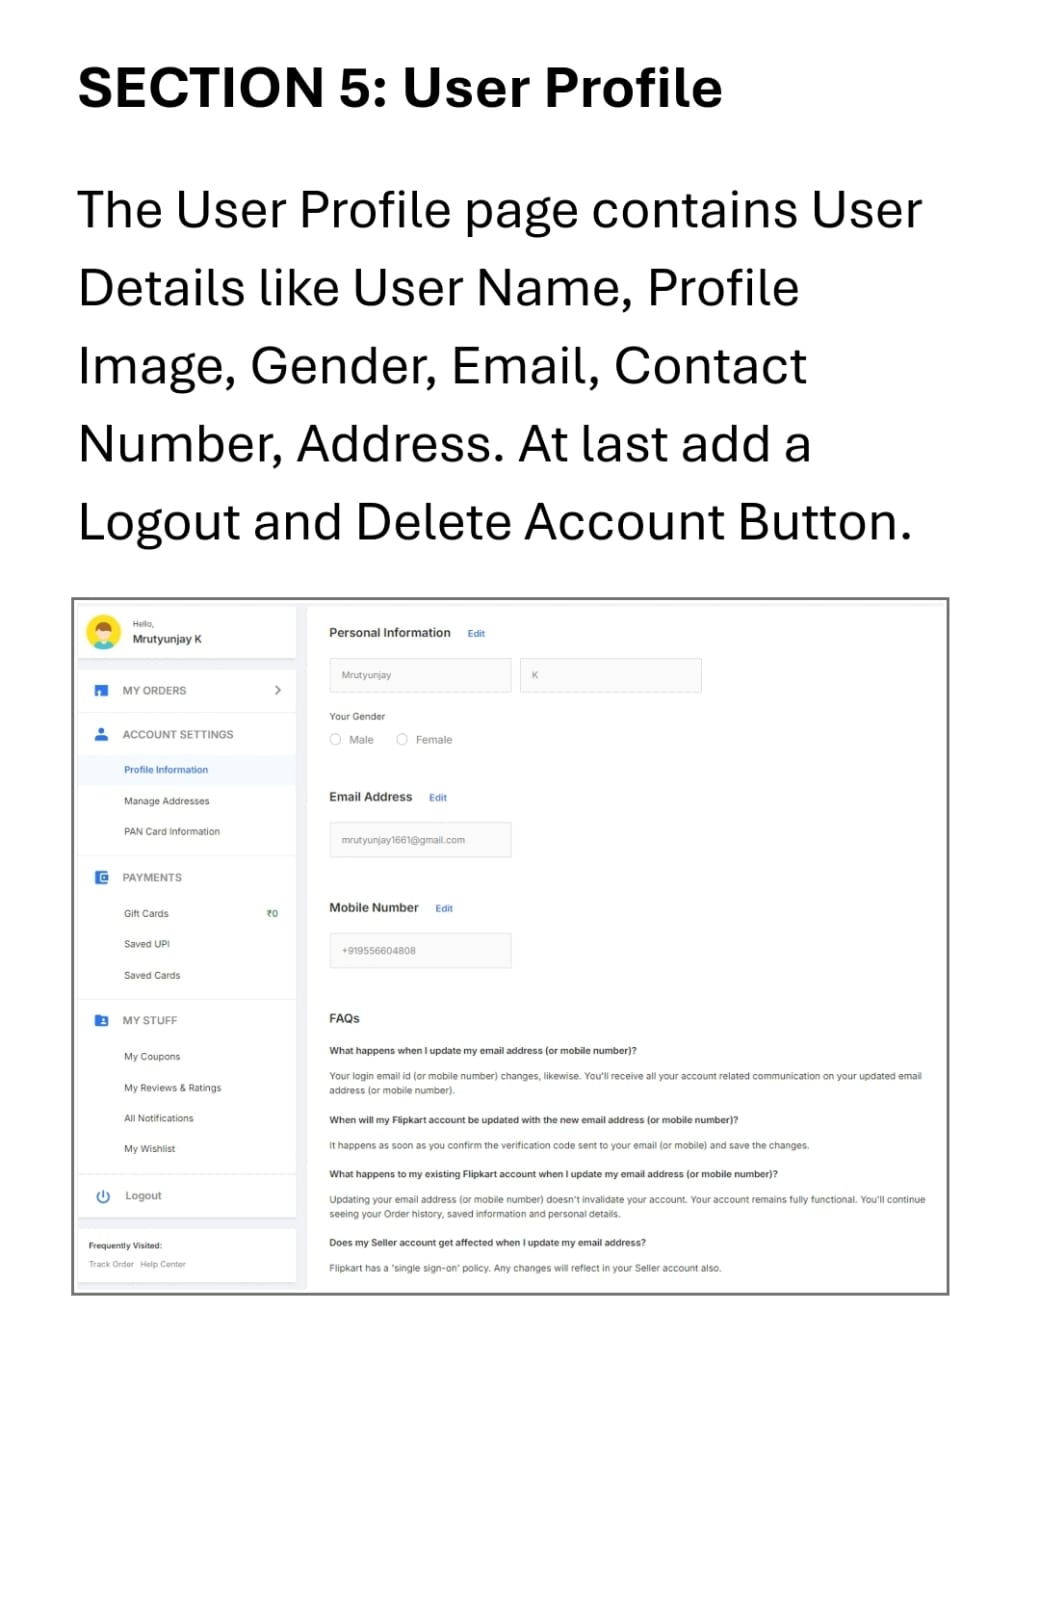 SECTION 5: User Profile
The User Profile page contains User
Details like User Name, Profile
Image, Gender, Email, Contact
Number, Address. At last add a
Logout and Delete Account Button.
Hello,
Mrutyunjay K
MY ORDERS
ACCOUNT SETTINGS
Profile Information
Manage Addresses
PAN Card Information
PAYMENTS
Gift Cards ₹0
Saved UPI
Saved Cards
MY STUFF
My Coupons
My Reviews & Ratings
All Notifications
My Wishlist
Logout
Frequently Visited:
Track Order Help Center
Personal Information Edit
Mrutyunjay K
Your Gender
Male Female
Email Address Edit
mrutyunjay1661@gmail.com
Mobile Number Edit
+919556604808
FAQs
What happens when I update my email address (or mobile number)?
Your login email id (or mobile number) changes, likewise. You'll receive all your account related communication on your updated email
address (or mobile number).
When will my Flipkart account be updated with the new email address (or mobile number)?
It happens as soon as you confirm the verification code sent to your email (or mobile) and save the changes.
What happens to my existing Flipkart account when I update my email address (or mobile number)?
Updating your email address (or mobile number) doesn't invalidate your account. Your account remains fully functional. You'll continue
seeing your Order history, saved information and personal details.
Does my Seller account get affected when I update my email address?
Flipkart has a 'single sign-on' policy. Any changes will reflect in your Seller account also.